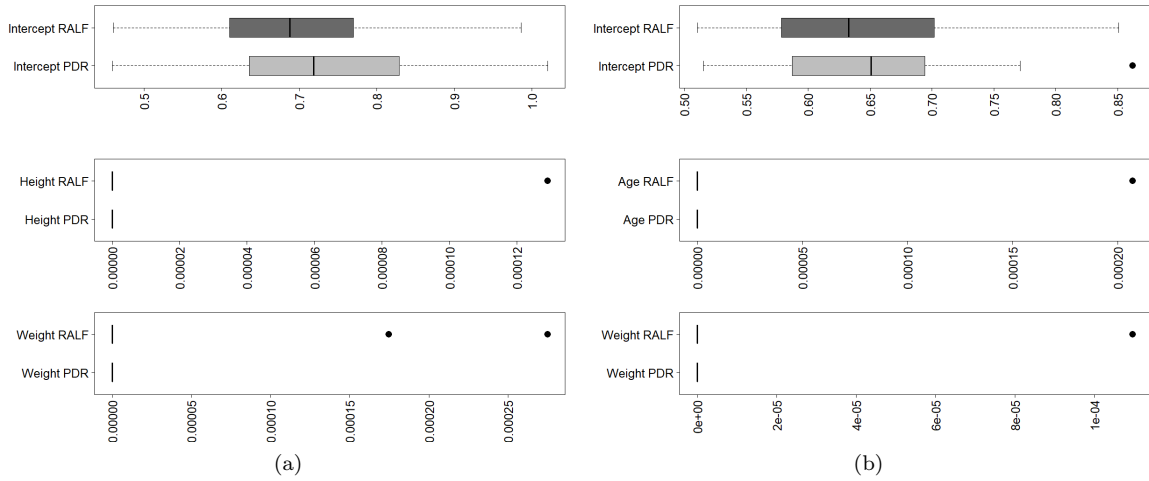 Intercept RALF
Intercept PDR
0.5 0.6 0.7 0.8 0.9 1.0
Height RALF
Height PDR
0.00000 0.00002 0.00004 0.00006 0.00008 0.00010 0.00012
Weight RALF
Weight PDR
0.00000 0.00005 0.00010 0.00015 0.00020 0.00025
(a)
Intercept RALF
Intercept PDR
0.50 0.55 0.60 0.65 0.70 0.75 0.80 0.85
Age RALF
Age PDR
0.00000 0.00005 0.00010 0.00015 0.00020
Weight RALF
Weight PDR
0e+00 2e-05 4e-05 6e-05 8e-05 1e-04
(b)